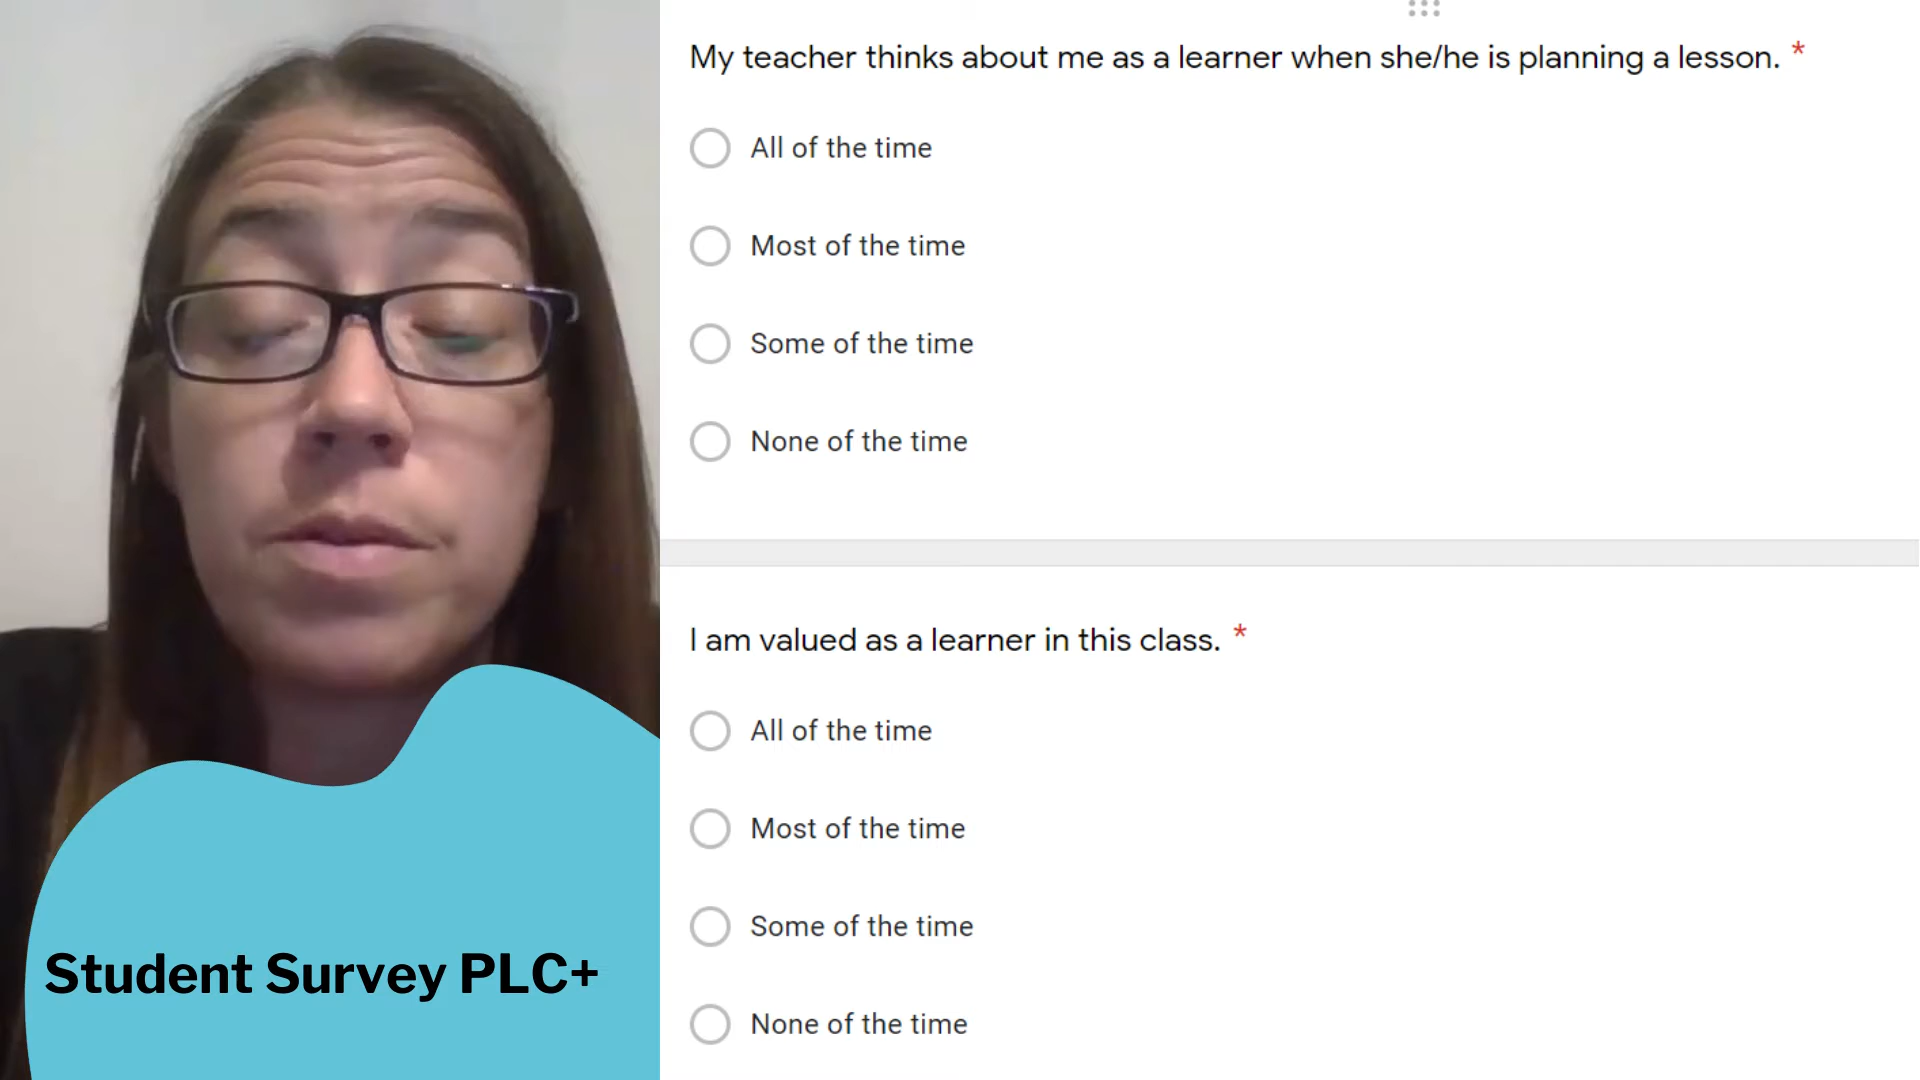 My teacher thinks about me as a learner when she/he is planning a lesson. *
All of the time
Most of the time
Some of the time
None of the time
I am valued as a learner in this class. *
All of the time
Most of the time
Some of the time
None of the time
Student Survey PLC+